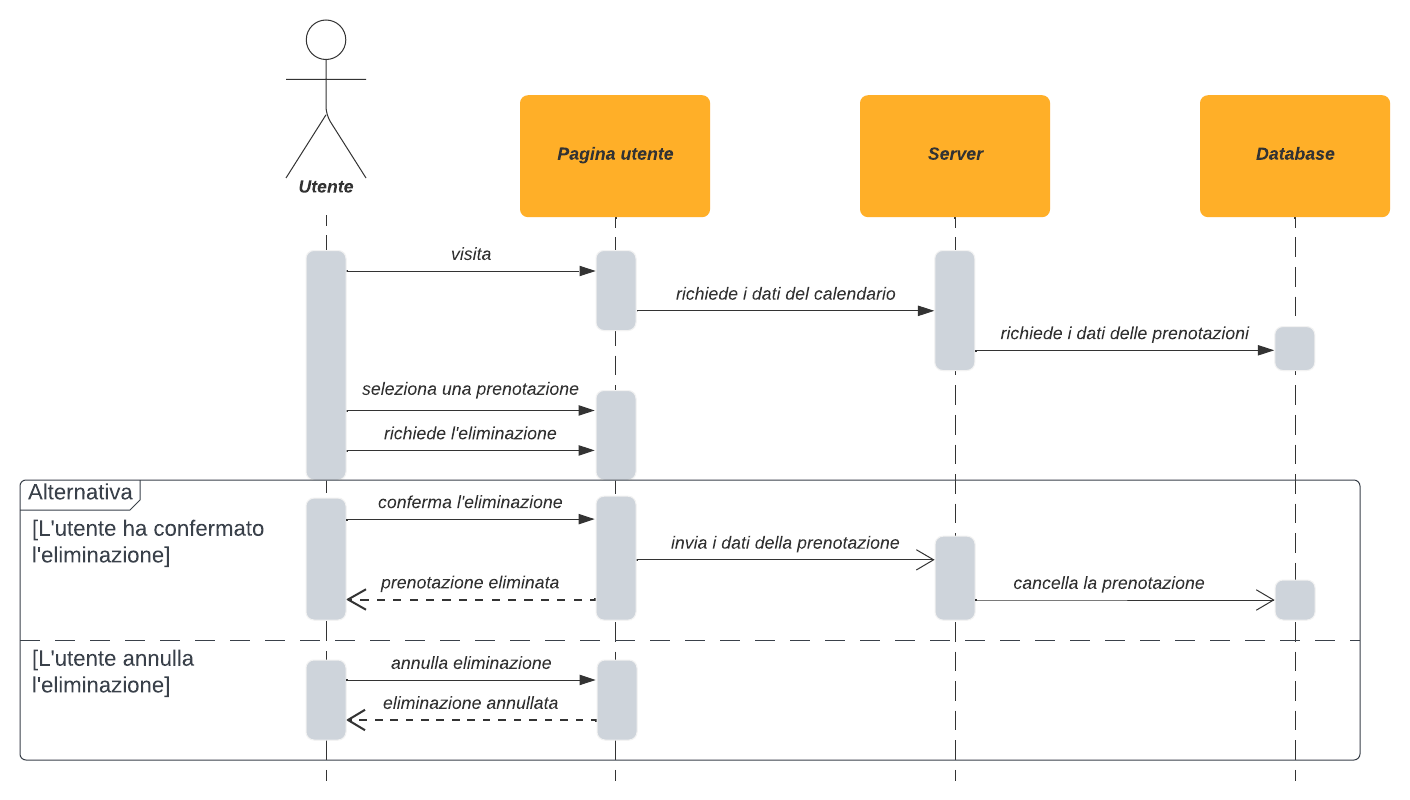 Utente
Pagina utente
Server
Database
visita
richiede i dati del calendario
richiede i dati delle prenotazioni
seleziona una prenotazione
richiede l'eliminazione
Alternativa
[L'utente ha confermato
l'eliminazione]
conferma l'eliminazione
invia i dati della prenotazione
prenotazione eliminata
cancella la prenotazione
[L'utente annulla
l'eliminazione]
annulla eliminazione
eliminazione annullata